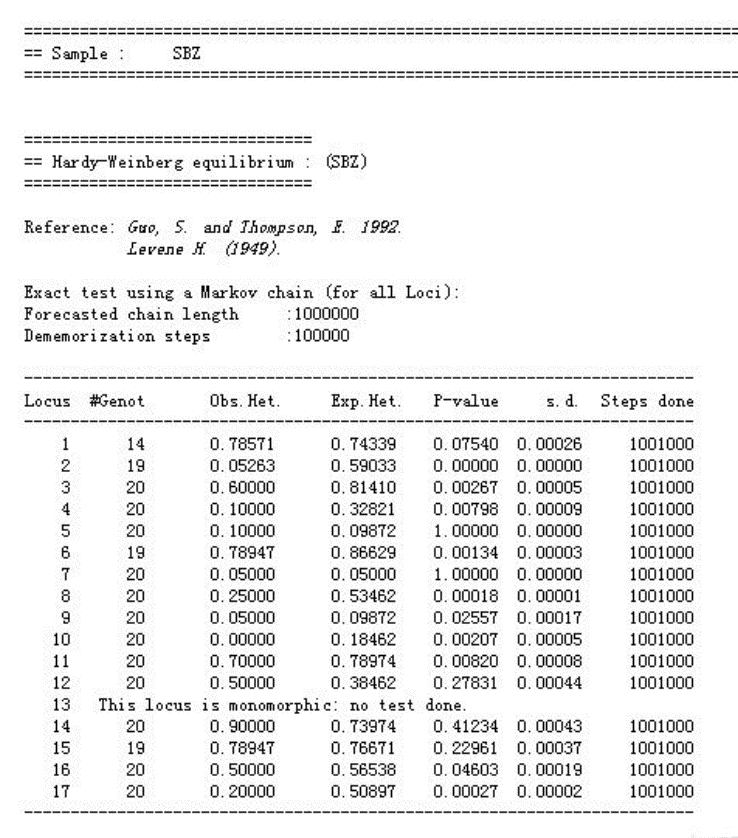 ==============================================================================
== Sample :     SBZ
==============================================================================
===============================
== Hardy-Weinberg equilibrium : (SBZ)
===============================
Reference: Guo, S. and Thompson, E. 1992.
Levene H. (1949).
Exact test using a Markov chain (for all Loci):
Forecasted chain length :1000000
Dememorization steps :100000
------------------------------------------------------------------------
Locus #Genot Obs.Het. Exp.Het. P-value s.d. Steps done
------------------------------------------------------------------------
1 14 0.78571 0.74339 0.07540 0.00026 1001000
2 19 0.05263 0.59033 0.00000 0.00000 1001000
3 20 0.60000 0.81410 0.00267 0.00005 1001000
4 20 0.10000 0.32821 0.00798 0.00009 1001000
5 20 0.10000 0.09872 1.00000 0.00000 1001000
6 19 0.78947 0.86629 0.00134 0.00003 1001000
7 20 0.05000 0.05000 1.00000 0.00000 1001000
8 20 0.25000 0.53462 0.00018 0.00001 1001000
9 20 0.05000 0.09872 0.02557 0.00017 1001000
10 20 0.00000 0.18462 0.00207 0.00005 1001000
11 20 0.70000 0.78974 0.00820 0.00008 1001000
12 20 0.50000 0.38462 0.27831 0.00044 1001000
13 This locus is monomorphic: no test done.
14 20 0.90000 0.73974 0.41234 0.00043 1001000
15 19 0.78947 0.76671 0.22961 0.00037 1001000
16 20 0.50000 0.56538 0.04603 0.00019 1001000
17 20 0.20000 0.50897 0.00027 0.00002 1001000
------------------------------------------------------------------------